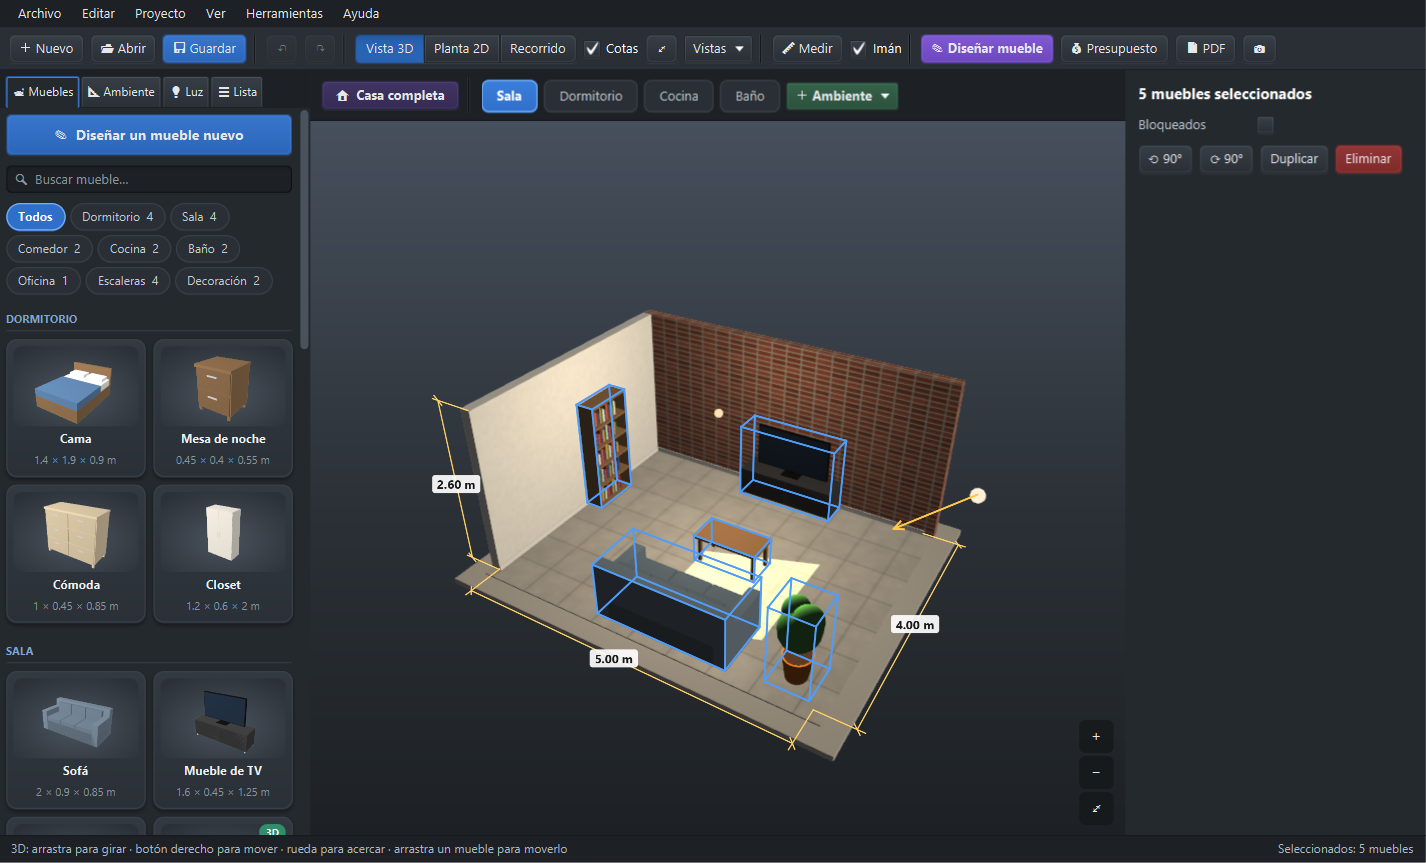 Archivo Editar Proyecto Ver Herramientas Ayuda
+ Nuevo Abrir Guardar Vista 3D Planta 2D Recorrido Cotas Vistas Medir Imán Diseñar mueble Presupuesto PDF
Muebles Ambiente Luz Lista
Casa completa Sala Dormitorio Cocina Baño + Ambiente
5 muebles seleccionados
Bloqueados
⟲ 90° ⟳ 90° Duplicar Eliminar
Diseñar un mueble nuevo
Buscar mueble...
Todos Dormitorio 4 Sala 4
Comedor 2 Cocina 2 Baño 2
Oficina 1 Escaleras 4 Decoración 2
DORMITORIO
Cama
1.4 × 1.9 × 0.9 m
Mesa de noche
0.45 × 0.4 × 0.55 m
Cómoda
1 × 0.45 × 0.85 m
Closet
1.2 × 0.6 × 2 m
SALA
Sofá
2 × 0.9 × 0.85 m
Mueble de TV
1.6 × 0.45 × 1.25 m
3D
2.60 m
5.00 m
4.00 m
+
−
3D: arrastra para girar · botón derecho para mover · rueda para acercar · arrastra un mueble para moverlo
Seleccionados: 5 muebles